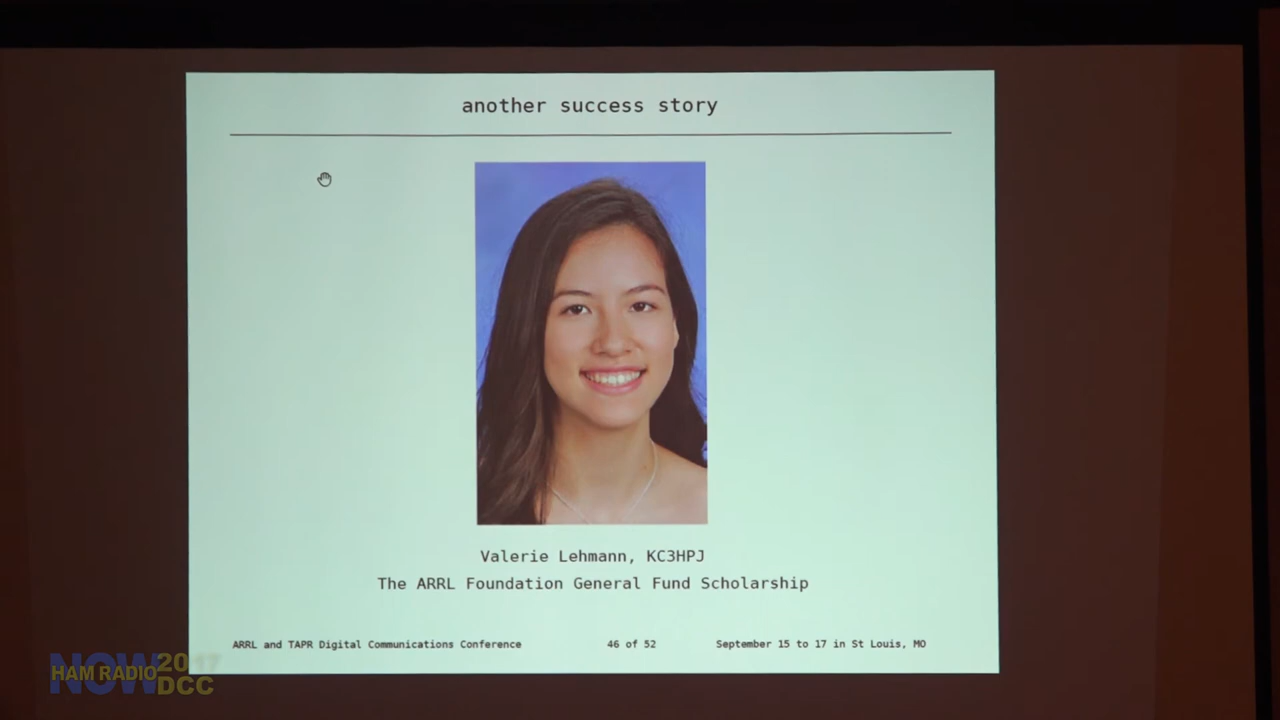 another success story
Valerie Lehmann, KC3HPJ
The ARRL Foundation General Fund Scholarship
ARRL and TAPR Digital Communications Conference 46 of 52 September 15 to 17 in St Louis, MO
HAM RADIO NOW 2017 DCC